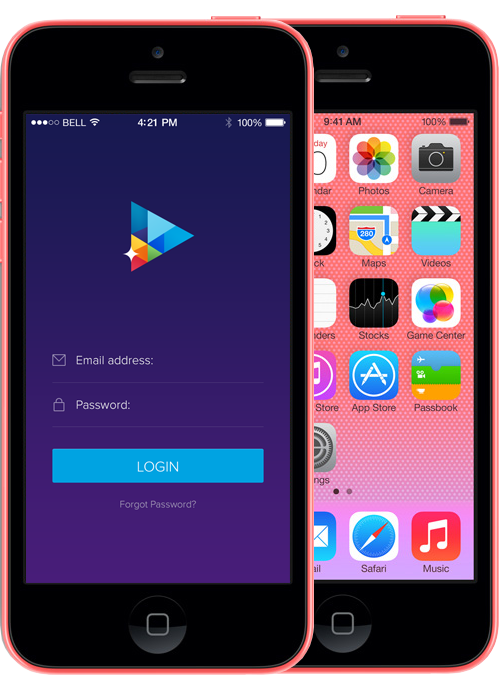 BELL 4:21 PM 100%
Email address:
Password:
LOGIN
Forgot Password?
9:41 AM 100%
day
ndar Photos Camera
ck Maps 280 Videos
nders Stocks Game Center
Store App Store Passbook
ngs
ail Safari Music